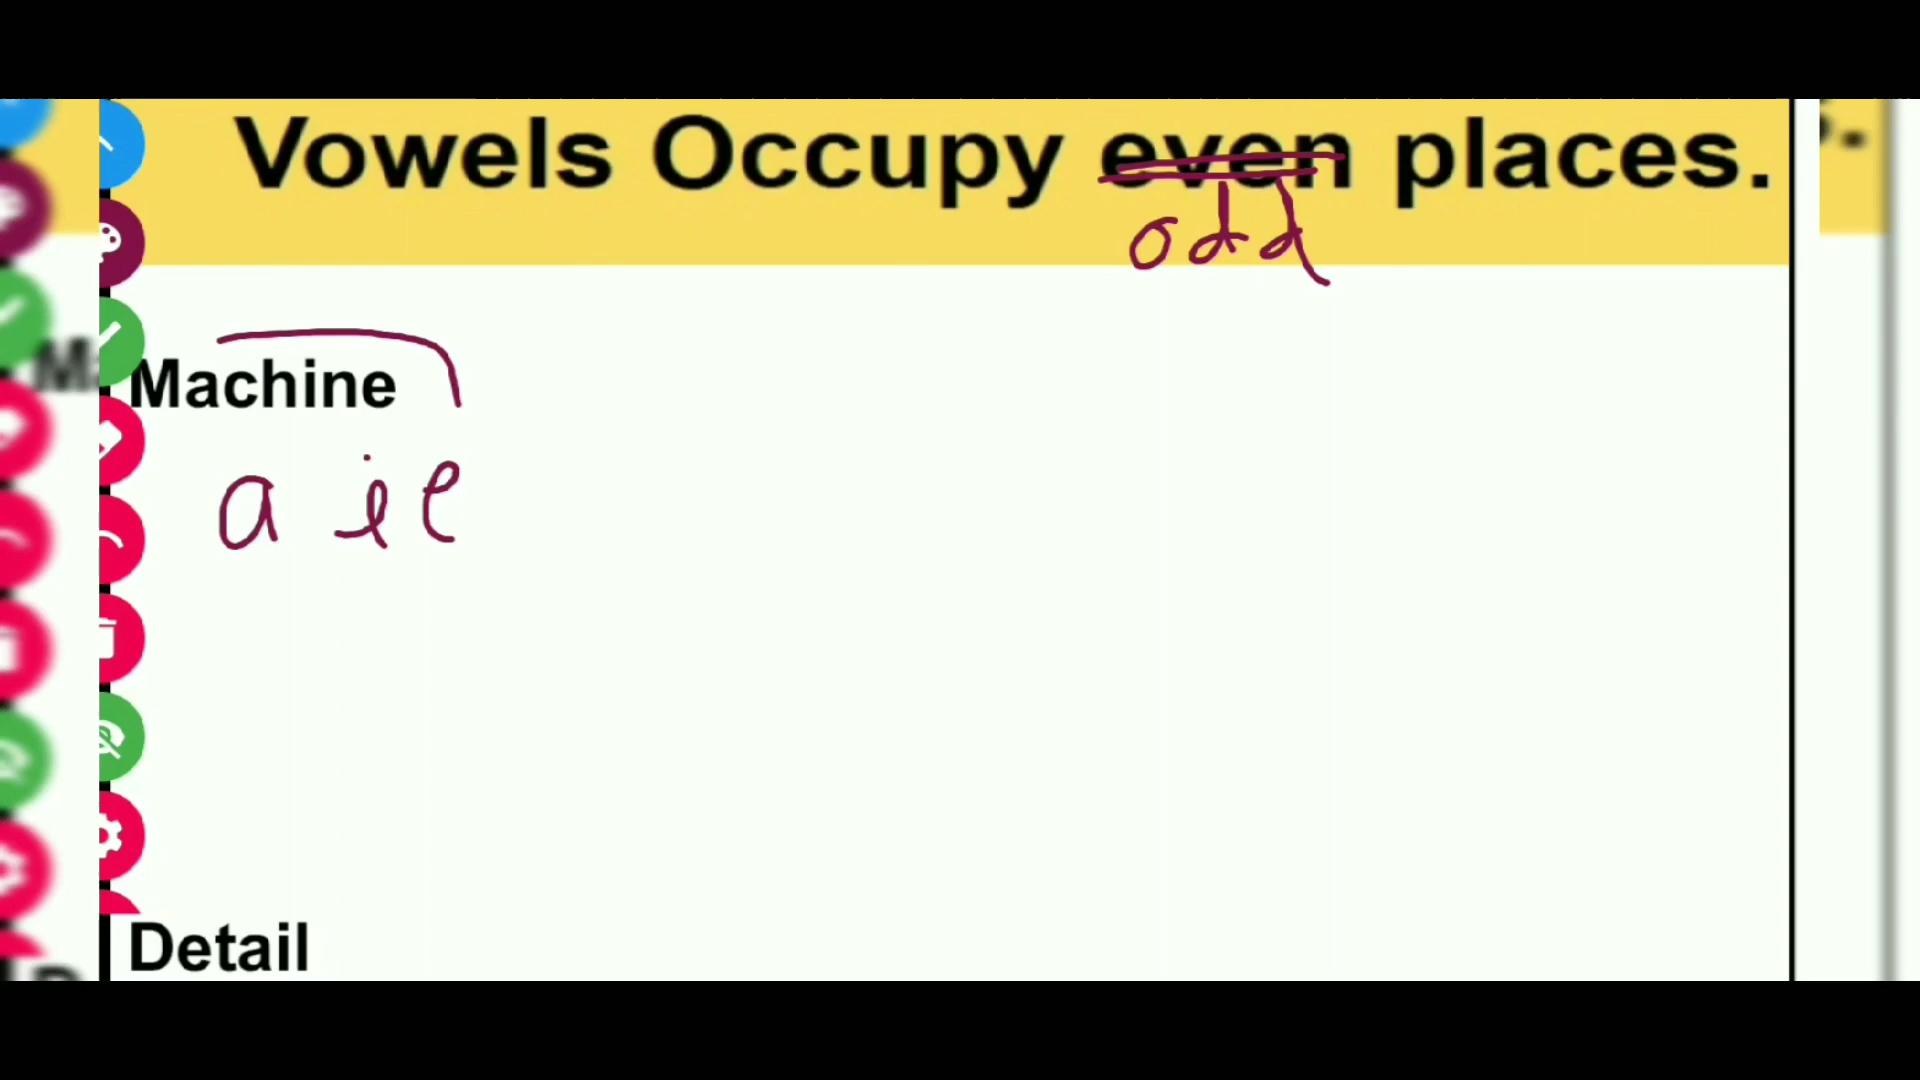 Vowels Occupy even places.
odd
Machine
a i e
Detail